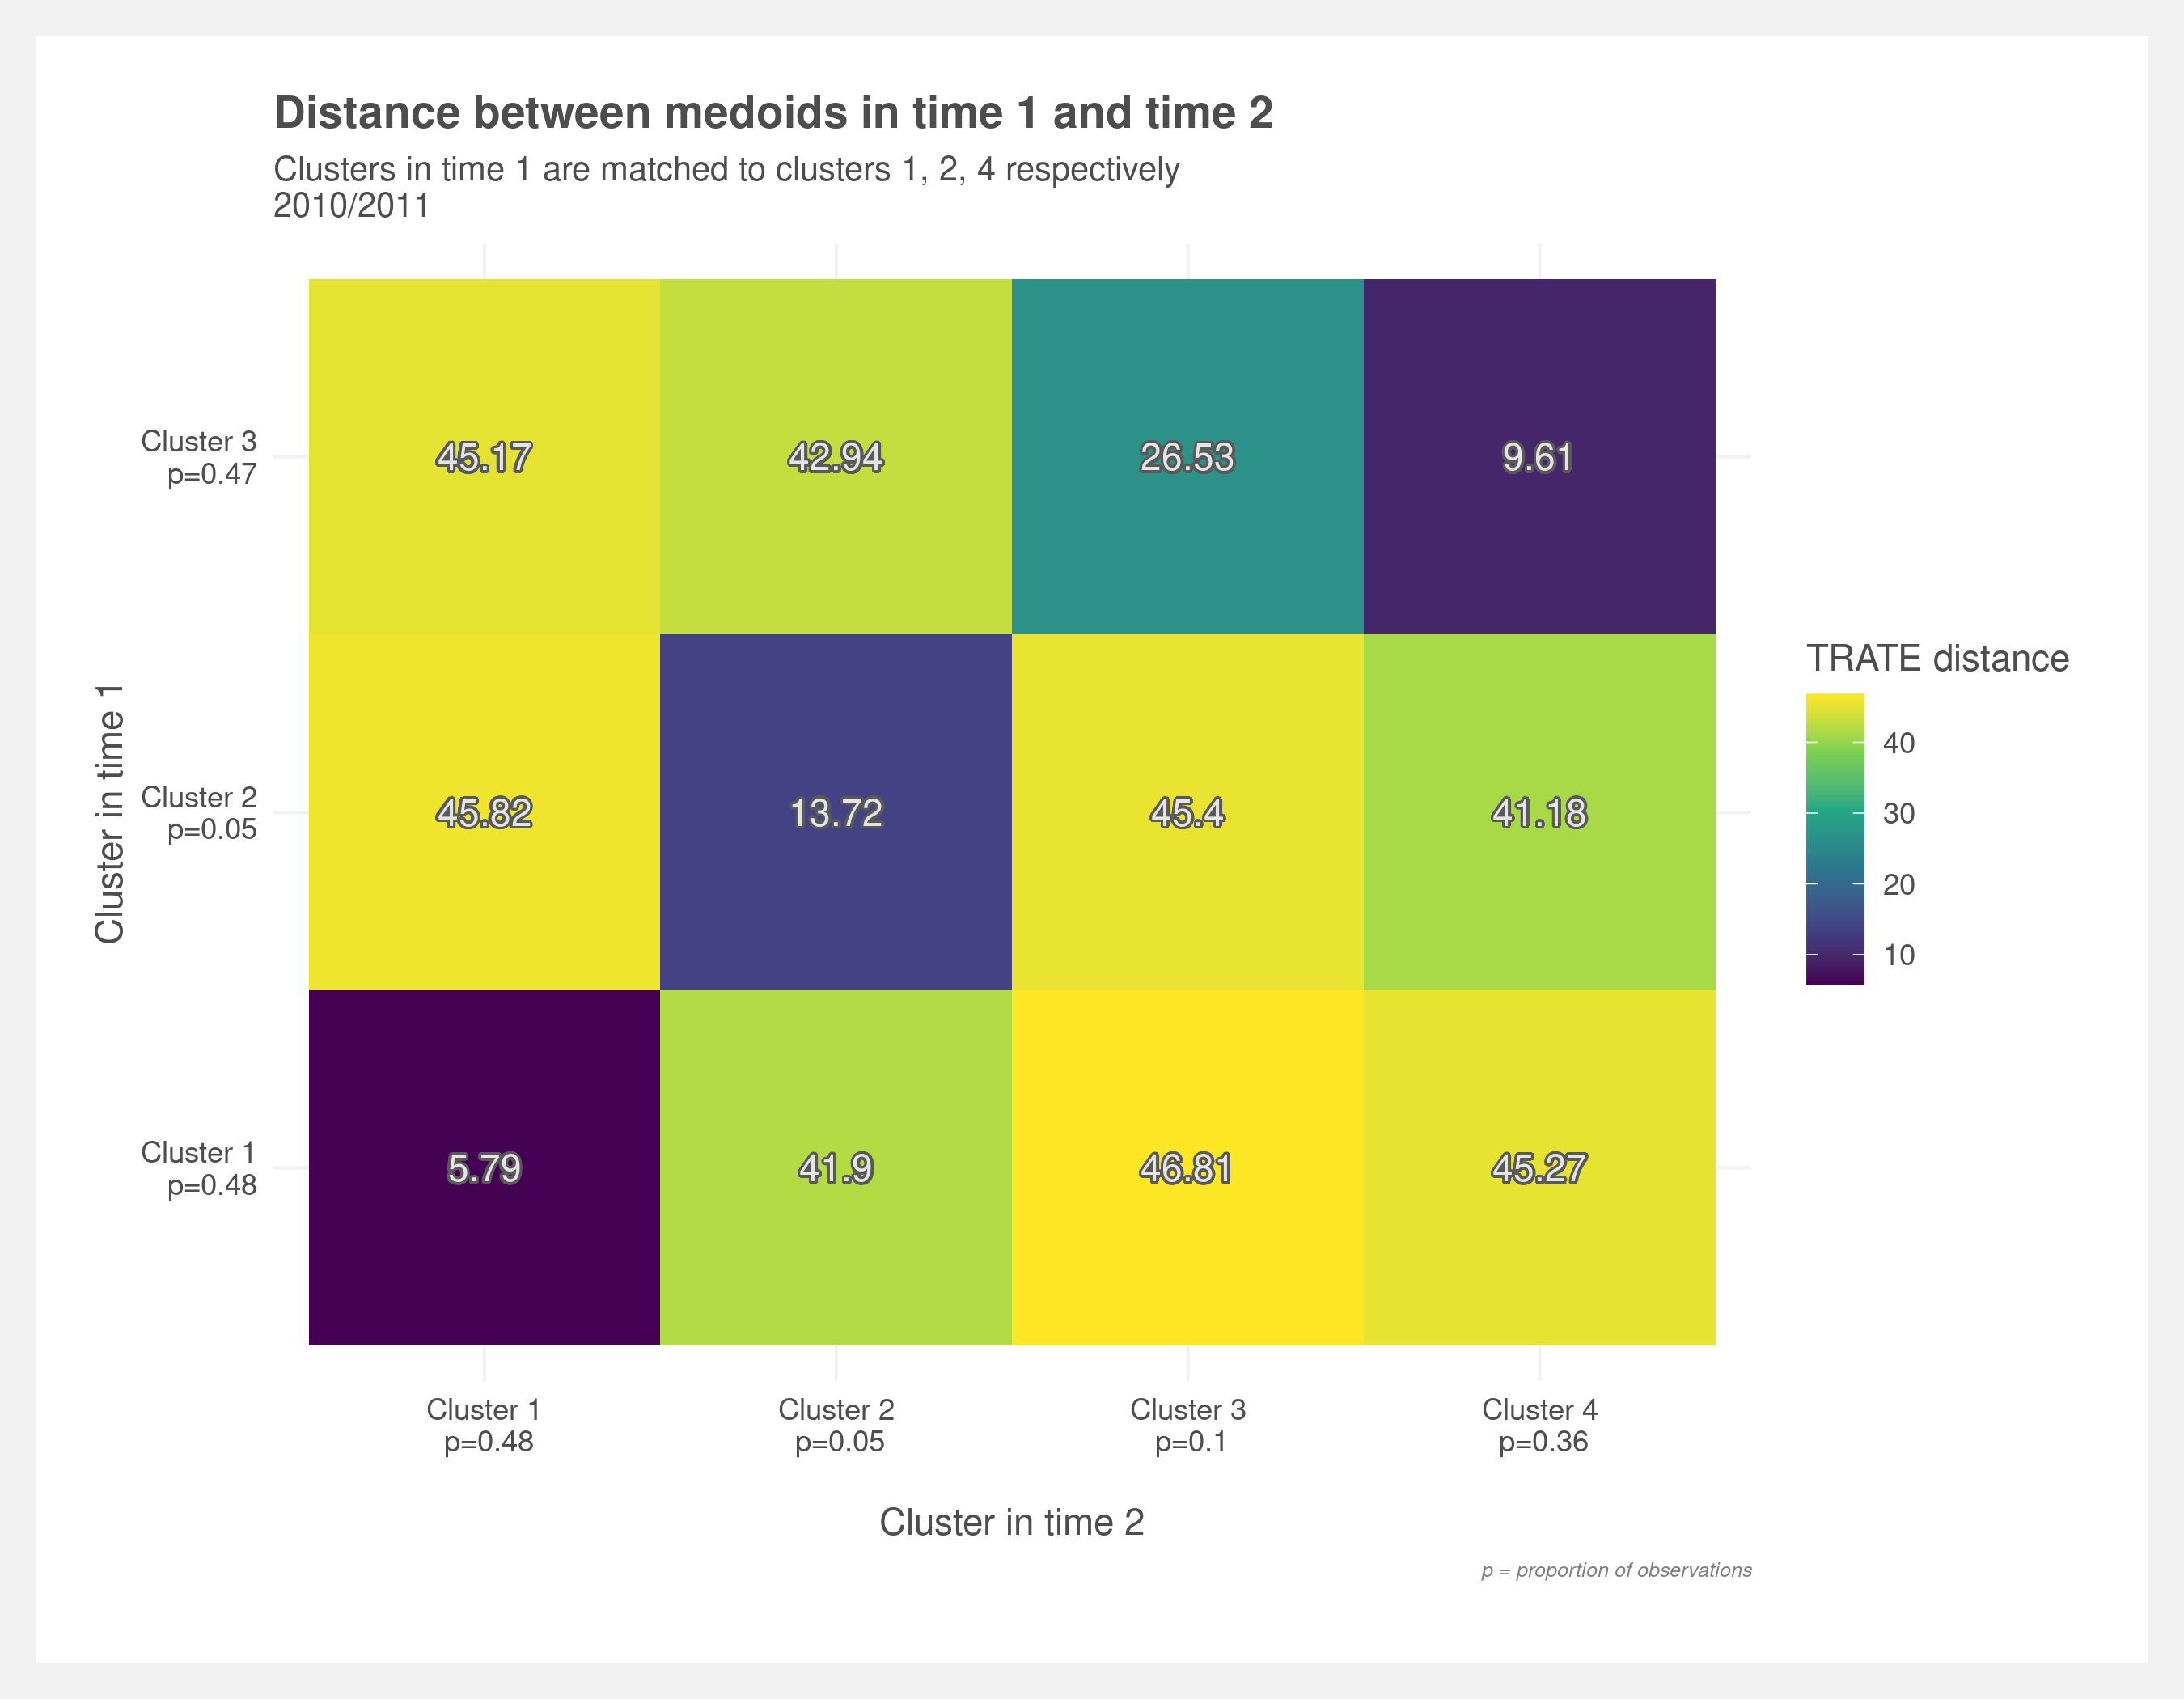 Distance between medoids in time 1 and time 2
Clusters in time 1 are matched to clusters 1, 2, 4 respectively
2010/2011
Cluster in time 1
Cluster 3
p=0.47
45.17 42.94 26.53 9.61
Cluster 2
p=0.05
45.82 13.72 45.4 41.18
Cluster 1
p=0.48
5.79 41.9 46.81 45.27
Cluster 1 Cluster 2 Cluster 3 Cluster 4
p=0.48 p=0.05 p=0.1 p=0.36
Cluster in time 2
TRATE distance
40
30
20
10
p = proportion of observations